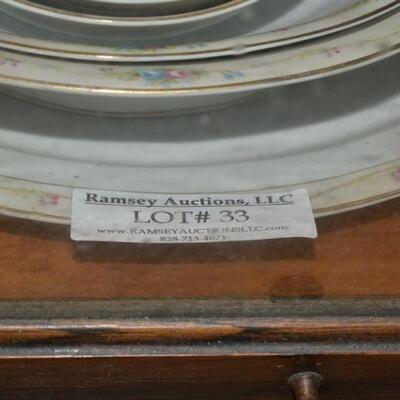 Ramsey Auctions, LLC
LOT# 33
www.RAMSEYAUCTIONSLLC.com
828-713-4671